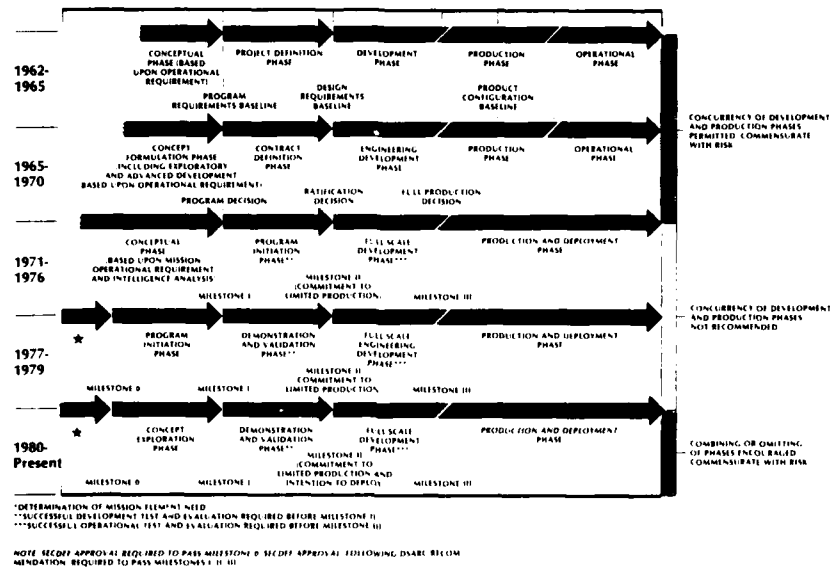 CONCEPTUAL
PHASE (BASED
UPON OPERATIONAL
REQUIREMENT)
PROJECT DEFINITION
PHASE
DEVELOPMENT
PHASE
PRODUCTION
PHASE
OPERATIONAL
PHASE
1962-
1965
PROGRAM
REQUIREMENTS BASELINE
DESIGN
REQUIREMENTS
BASELINE
PRODUCT
CONFIGURATION
BASELINE
CONCURRENCY OF DEVELOPMENT
AND PRODUCTION PHASES
PERMITTED COMMENSURATE
WITH RISK
1965-
1970
CONCEPT
FORMULATION PHASE
INCLUDING EXPLORATORY
AND ADVANCED DEVELOPMENT
BASED UPON OPERATIONAL REQUIREMENT)
CONTRACT
DEFINITION
PHASE
ENGINEERING
DEVELOPMENT
PHASE
PRODUCTION
PHASE
OPERATIONAL
PHASE
PROGRAM DECISION
RATIFICATION
DECISION
FULL PRODUCTION
DECISION
1971-
1976
CONCEPTUAL
PHASE
(BASED UPON MISSION
OPERATIONAL REQUIREMENT
AND INTELLIGENCE ANALYSIS
PROGRAM
INITIATION
PHASE**
FULL SCALE
DEVELOPMENT
PHASE***
PRODUCTION AND DEPLOYMENT
PHASE
MILESTONE I
MILESTONE II
(COMMITMENT TO
LIMITED PRODUCTION)
MILESTONE III
1977-
1979
★
PROGRAM
INITIATION
PHASE
DEMONSTRATION
AND VALIDATION
PHASE**
FULL SCALE
ENGINEERING
DEVELOPMENT
PHASE***
PRODUCTION AND DEPLOYMENT
PHASE
CONCURRENCY OF DEVELOPMENT
AND PRODUCTION PHASES
NOT RECOMMENDED
MILESTONE 0
MILESTONE I
MILESTONE II
COMMITMENT TO
LIMITED PRODUCTION
MILESTONE III
1980-
Present
★
CONCEPT
EXPLORATION
PHASE
DEMONSTRATION
AND VALIDATION
PHASE**
FULL SCALE
DEVELOPMENT
PHASE***
PRODUCTION AND DEPLOYMENT
PHASE
COMBINING OR OMITTING
OF PHASES ENCOURAGED
COMMENSURATE WITH RISK
MILESTONE 0
MILESTONE I
MILESTONE II
(COMMITMENT TO
LIMITED PRODUCTION AND
INTENTION TO DEPLOY)
MILESTONE III
*DETERMINATION OF MISSION ELEMENT NEED
**SUCCESSFUL DEVELOPMENT TEST AND EVALUATION REQUIRED BEFORE MILESTONE II
***SUCCESSFUL OPERATIONAL TEST AND EVALUATION REQUIRED BEFORE MILESTONE III
NOTE SECDEF APPROVAL REQUIRED TO PASS MILESTONE 0 SECDEF APPROVAL FOLLOWING DSARC RECOM
MENDATION REQUIRED TO PASS MILESTONES I II III